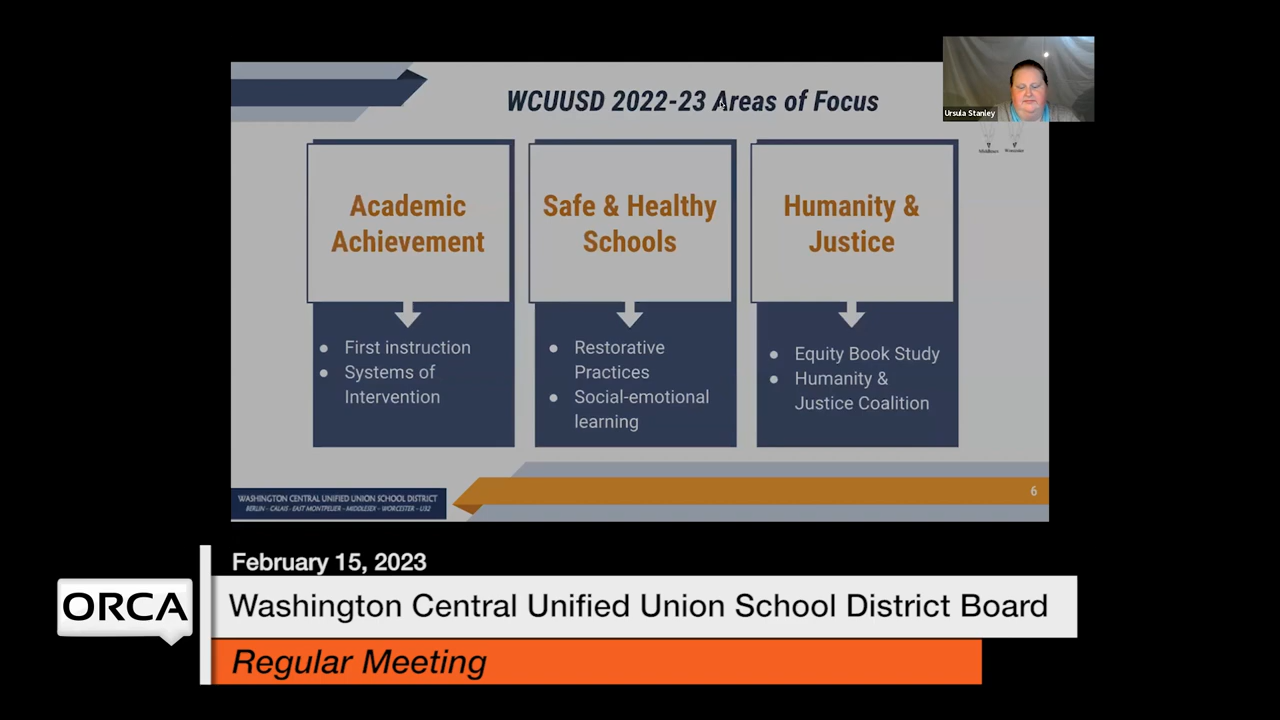 WCUUSD 2022-23 Areas of Focus
Ursula Stanley
Middlesex Worcester
Academic
Achievement
Safe & Healthy
Schools
Humanity &
Justice
● First instruction
● Systems of
Intervention
● Restorative
Practices
● Social-emotional
learning
● Equity Book Study
● Humanity &
Justice Coalition
6
WASHINGTON CENTRAL UNIFIED UNION SCHOOL DISTRICT
BERLIN - CALAIS - EAST MONTPELIER - MIDDLESEX - WORCESTER - U32
February 15, 2023
ORCA
Washington Central Unified Union School District Board
Regular Meeting